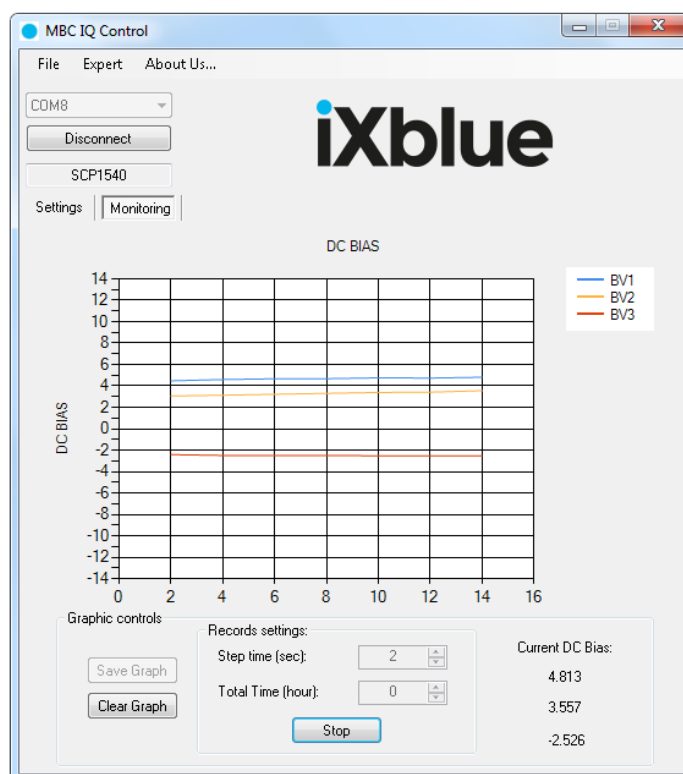 MBC IQ Control
File Expert About Us...
COM8
Disconnect
iXblue
SCP1540
Settings Monitoring
DC BIAS
14
12
10
8
6
4
2
0
-2
-4
-6
-8
-10
-12
-14
DC BIAS
0 2 4 6 8 10 12 14 16
BV1
BV2
BV3
Graphic controls
Save Graph
Clear Graph
Records settings:
Step time (sec): 2
Total Time (hour): 0
Stop
Current DC Bias:
4.813
3.557
-2.526